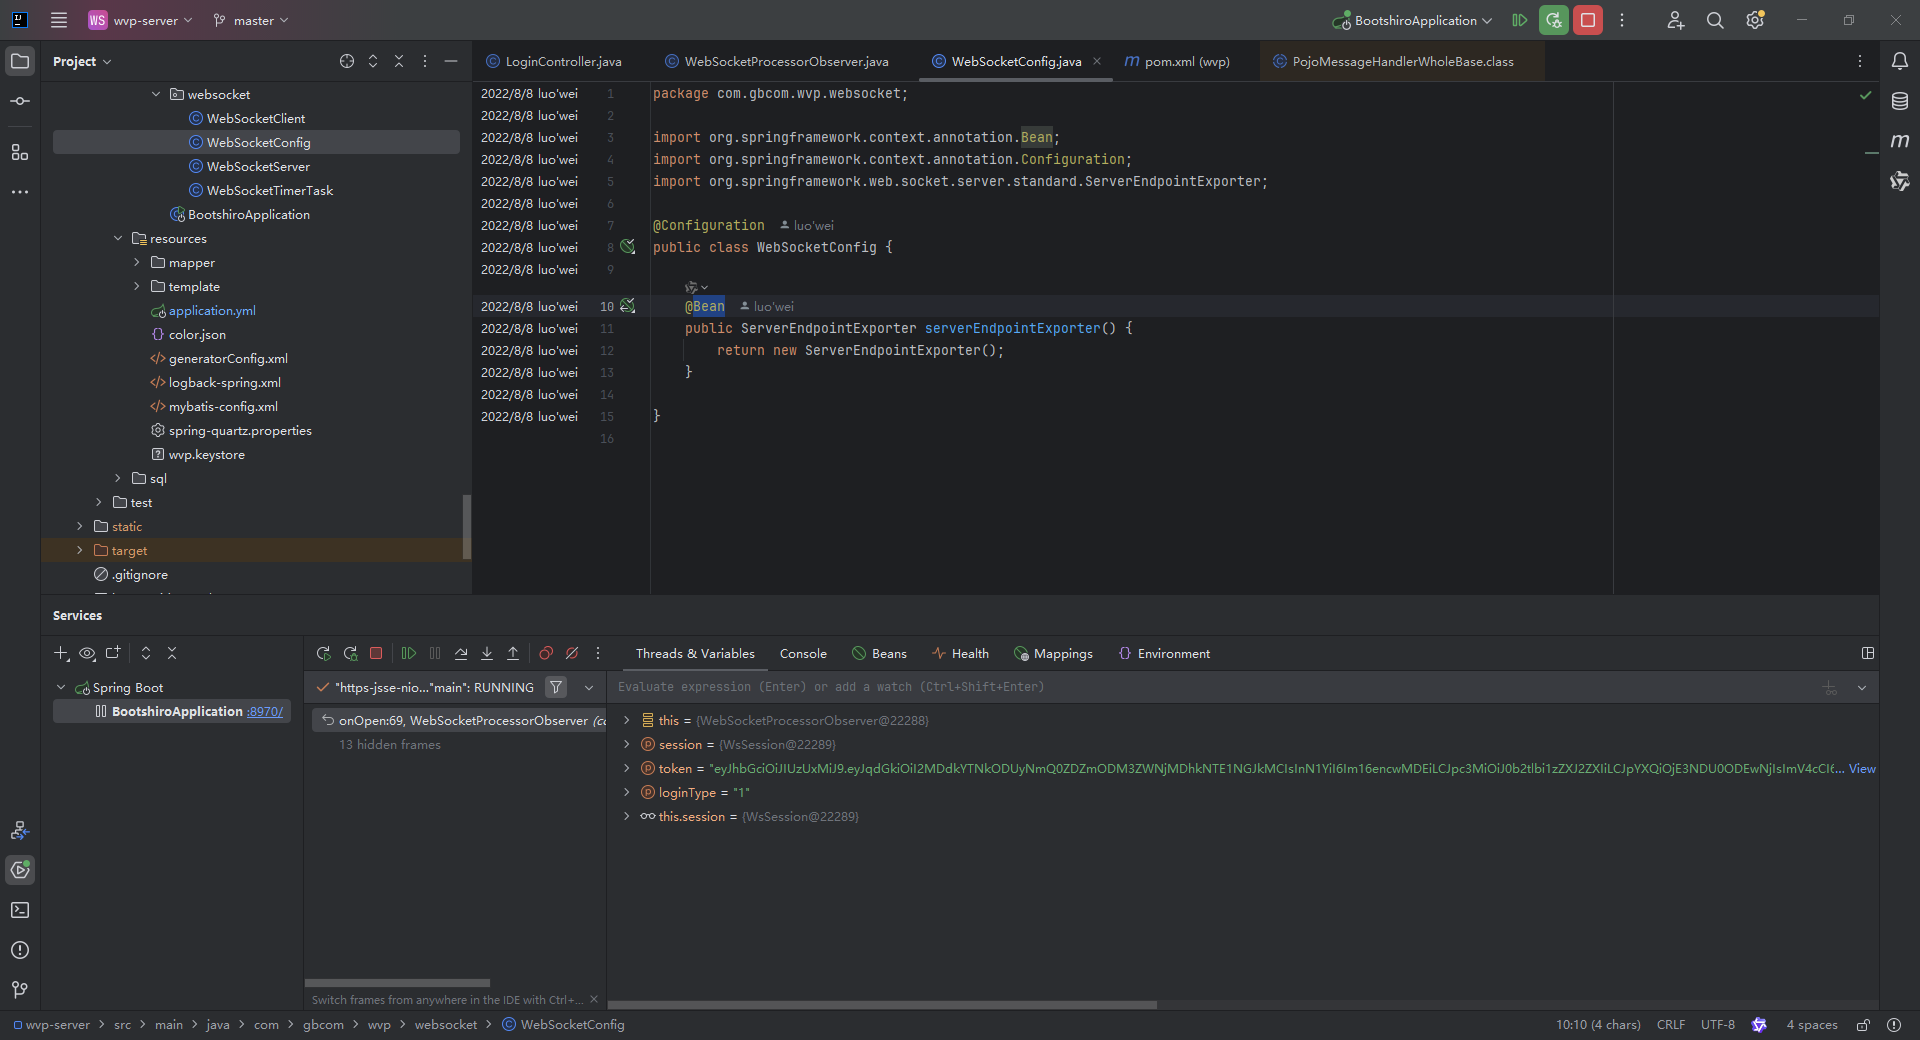 WS wvp-server master BootshiroApplication
Project
LoginController.java WebSocketProcessorObserver.java WebSocketConfig.java pom.xml (wvp) PojoMessageHandlerWholeBase.class
websocket
WebSocketClient
WebSocketConfig
WebSocketServer
WebSocketTimerTask
BootshiroApplication
resources
mapper
template
application.yml
color.json
generatorConfig.xml
logback-spring.xml
mybatis-config.xml
spring-quartz.properties
wvp.keystore
sql
test
static
target
.gitignore
2022/8/8 luo'wei 1 package com.gbcom.wvp.websocket;
2022/8/8 luo'wei 2
2022/8/8 luo'wei 3 import org.springframework.context.annotation.Bean;
2022/8/8 luo'wei 4 import org.springframework.context.annotation.Configuration;
2022/8/8 luo'wei 5 import org.springframework.web.socket.server.standard.ServerEndpointExporter;
2022/8/8 luo'wei 6
2022/8/8 luo'wei 7 @Configuration luo'wei
2022/8/8 luo'wei 8 public class WebSocketConfig {
2022/8/8 luo'wei 9
2022/8/8 luo'wei 10 @Bean luo'wei
2022/8/8 luo'wei 11 public ServerEndpointExporter serverEndpointExporter() {
2022/8/8 luo'wei 12 return new ServerEndpointExporter();
2022/8/8 luo'wei 13 }
2022/8/8 luo'wei 14
2022/8/8 luo'wei 15 }
16
Services
Threads & Variables Console Beans Health Mappings Environment
Spring Boot
BootshiroApplication :8970/
"https-jsse-nio..."main": RUNNING
onOpen:69, WebSocketProcessorObserver (co
13 hidden frames
Switch frames from anywhere in the IDE with Ctrl+...
Evaluate expression (Enter) or add a watch (Ctrl+Shift+Enter)
this = {WebSocketProcessorObserver@22288}
session = {WsSession@22289}
token = "eyJhbGciOiJIUzUxMiJ9.eyJqdGkiOiI2MDdkYTNkODUyNmQ0ZDZmODM3ZWNjMDhkNTE1NGJkMCIsInN1YiI6Im16encwMDEiLCJpc3MiOiJ0b2tlbi1zZXJ2ZXIiLCJpYXQiOjE3NDU0ODEwNjIsImV4cCI6... View
loginType = "1"
this.session = {WsSession@22289}
wvp-server > src > main > java > com > gbcom > wvp > websocket > WebSocketConfig
10:10 (4 chars) CRLF UTF-8 4 spaces